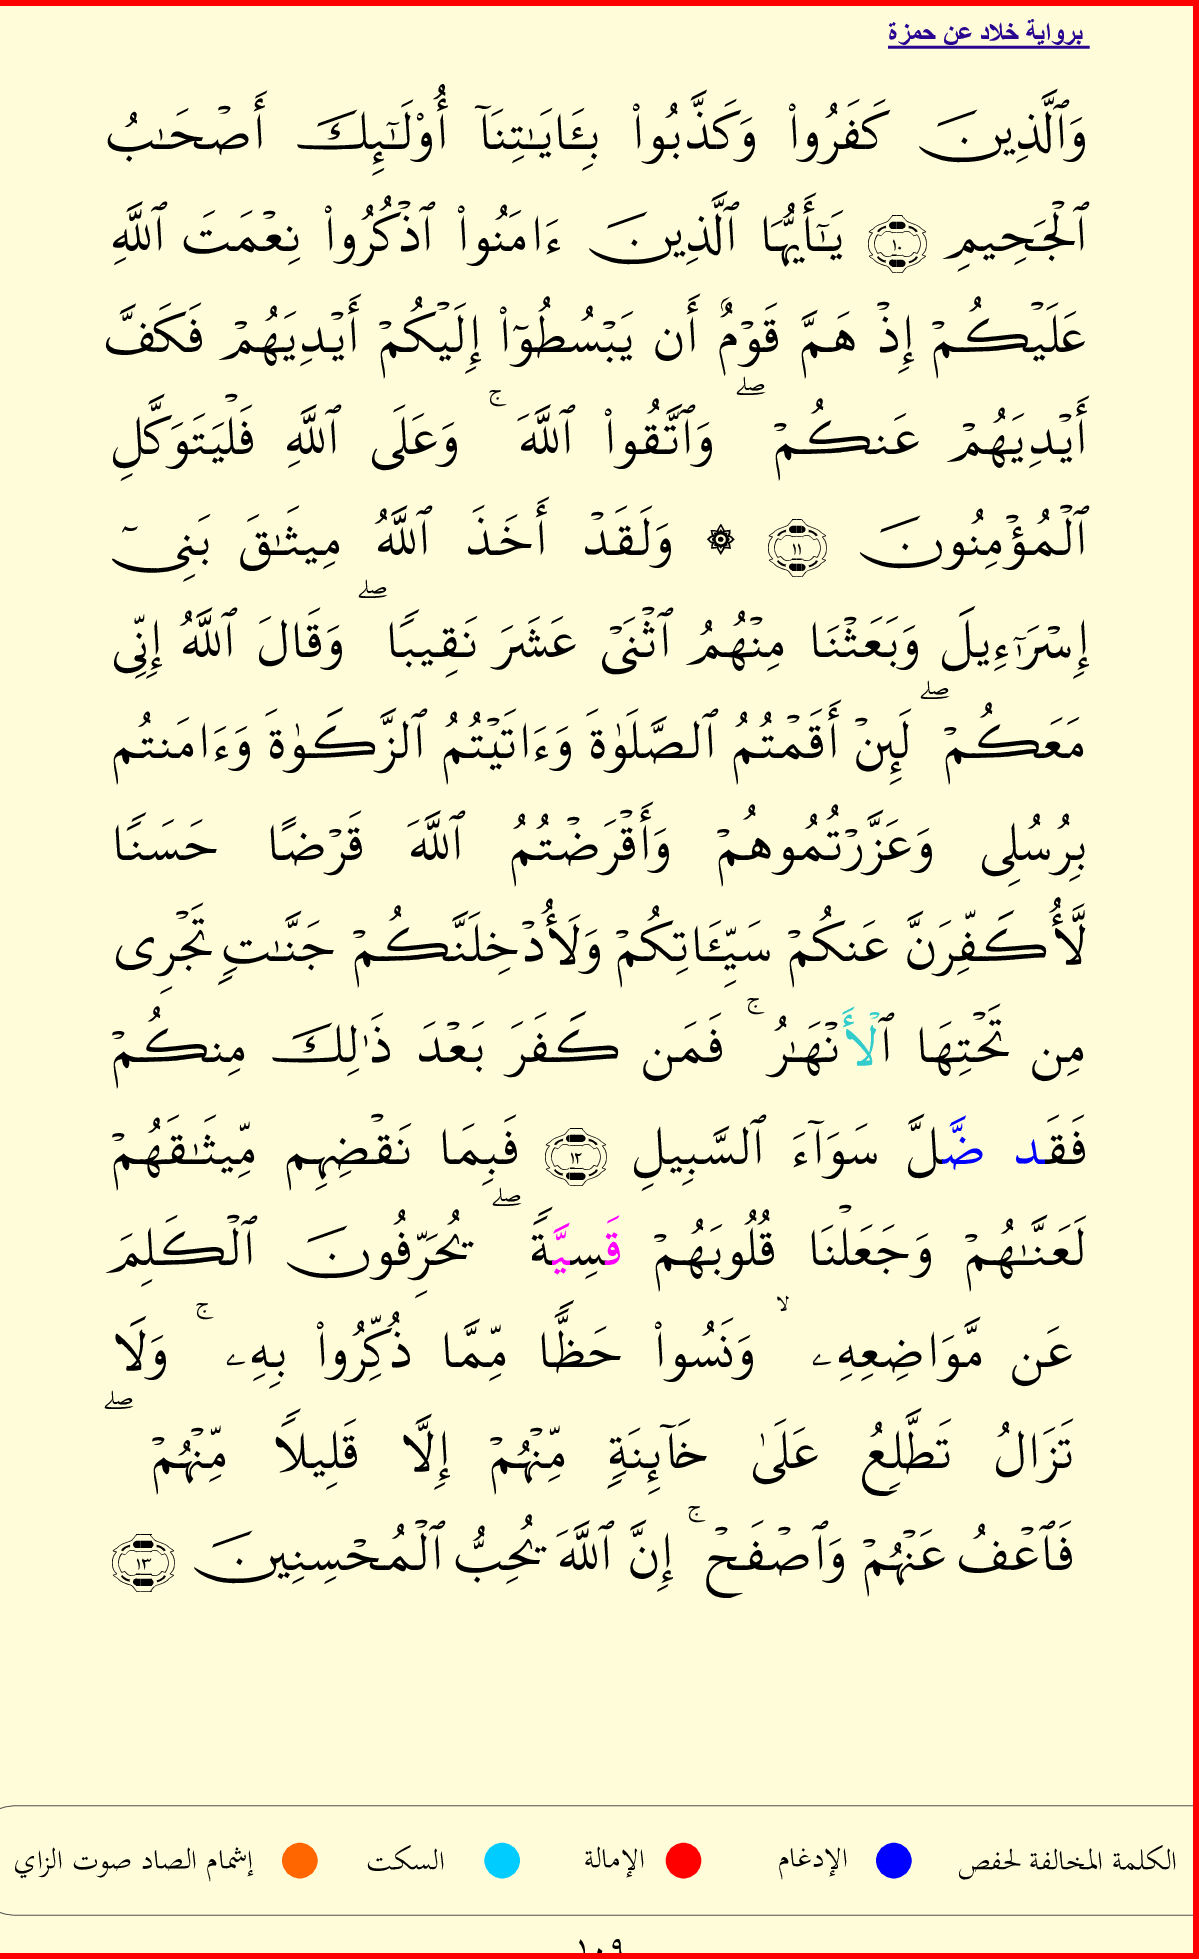 برواية خلاد عن حمزة
وَٱلَّذِينَ كَفَرُوا۟ وَكَذَّبُوا۟ بِـَٔايَـٰتِنَآ أُو۟لَـٰٓئِكَ أَصْحَـٰبُ
ٱلْجَحِيمِ ١٠ يَـٰٓأَيُّهَا ٱلَّذِينَ ءَامَنُوا۟ ٱذْكُرُوا۟ نِعْمَتَ ٱللَّهِ
عَلَيْكُمْ إِذْ هَمَّ قَوْمٌ أَن يَبْسُطُوٓا۟ إِلَيْكُمْ أَيْدِيَهُمْ فَكَفَّ
أَيْدِيَهُمْ عَنكُمْ ۖ وَٱتَّقُوا۟ ٱللَّهَ ۚ وَعَلَى ٱللَّهِ فَلْيَتَوَكَّلِ
ٱلْمُؤْمِنُونَ ١١ ۞ وَلَقَدْ أَخَذَ ٱللَّهُ مِيثَـٰقَ بَنِىٓ
إِسْرَٰٓءِيلَ وَبَعَثْنَا مِنْهُمُ ٱثْنَىْ عَشَرَ نَقِيبًا ۖ وَقَالَ ٱللَّهُ إِنِّى
مَعَكُمْ ۖ لَئِنْ أَقَمْتُمُ ٱلصَّلَوٰةَ وَءَاتَيْتُمُ ٱلزَّكَوٰةَ وَءَامَنتُم
بِرُسُلِى وَعَزَّرْتُمُوهُمْ وَأَقْرَضْتُمُ ٱللَّهَ قَرْضًا حَسَنًا
لَّأُكَفِّرَنَّ عَنكُمْ سَيِّـَٔاتِكُمْ وَلَأُدْخِلَنَّكُمْ جَنَّـٰتٍ تَجْرِى
مِن تَحْتِهَا ٱلْأَنْهَـٰرُ ۚ فَمَن كَفَرَ بَعْدَ ذَٰلِكَ مِنكُمْ
فَقَد ضَّلَّ سَوَآءَ ٱلسَّبِيلِ ١٢ فَبِمَا نَقْضِهِم مِّيثَـٰقَهُمْ
لَعَنَّـٰهُمْ وَجَعَلْنَا قُلُوبَهُمْ قَسِيَّةً ۖ يُحَرِّفُونَ ٱلْكَلِمَ
عَن مَّوَاضِعِهِۦ ۙ وَنَسُوا۟ حَظًّا مِّمَّا ذُكِّرُوا۟ بِهِۦ ۚ وَلَا
تَزَالُ تَطَّلِعُ عَلَىٰ خَآئِنَةٍ مِّنْهُمْ إِلَّا قَلِيلًا مِّنْهُمْ ۖ
فَٱعْفُ عَنْهُمْ وَٱصْفَحْ ۚ إِنَّ ٱللَّهَ يُحِبُّ ٱلْمُحْسِنِينَ ١٣
الكلمة المخالفة لحفص الإدغام الإمالة السكت إشمام الصاد صوت الزاي
١٠٩